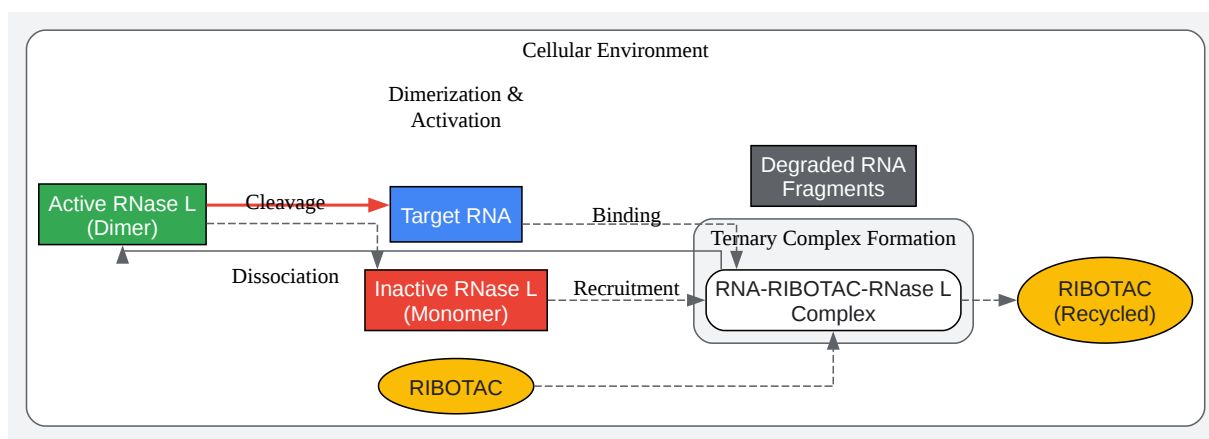 Cellular Environment
Dimerization &
Activation
Degraded RNA
Fragments
Active RNase L
(Dimer)
Cleavage
Target RNA
Binding
Ternary Complex Formation
Dissociation
Inactive RNase L
(Monomer)
Recruitment
RNA-RIBOTAC-RNase L
Complex
RIBOTAC
(Recycled)
RIBOTAC